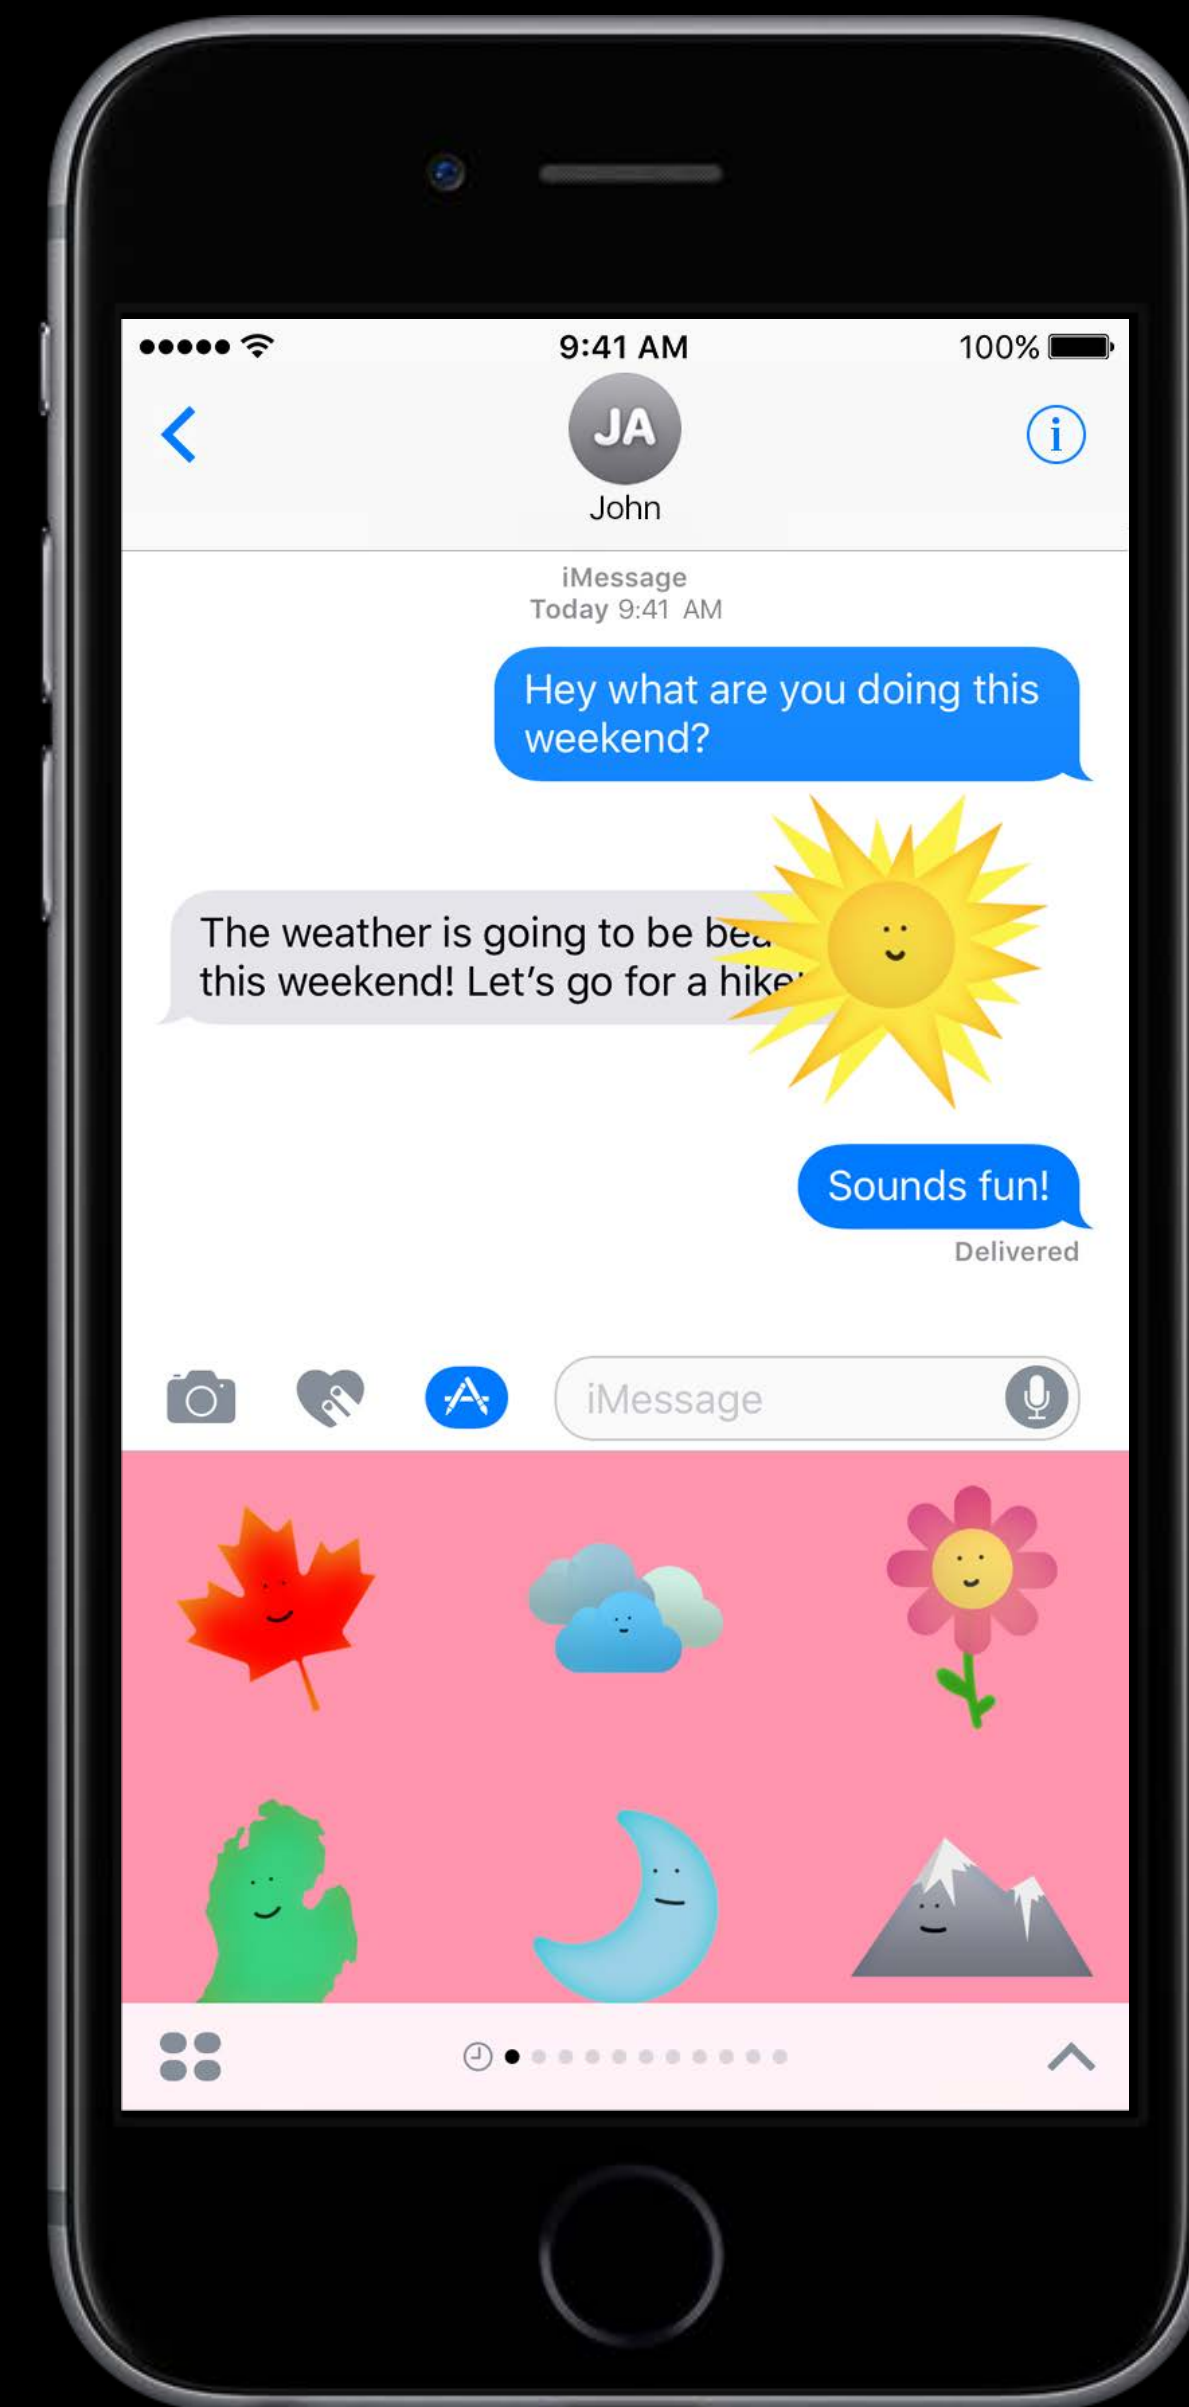 9:41 AM
100%
JA
John
iMessage
Today 9:41 AM
Hey what are you doing this
weekend?
The weather is going to be
this weekend! Let's go for a hike
Sounds fun!
Delivered
iMessage